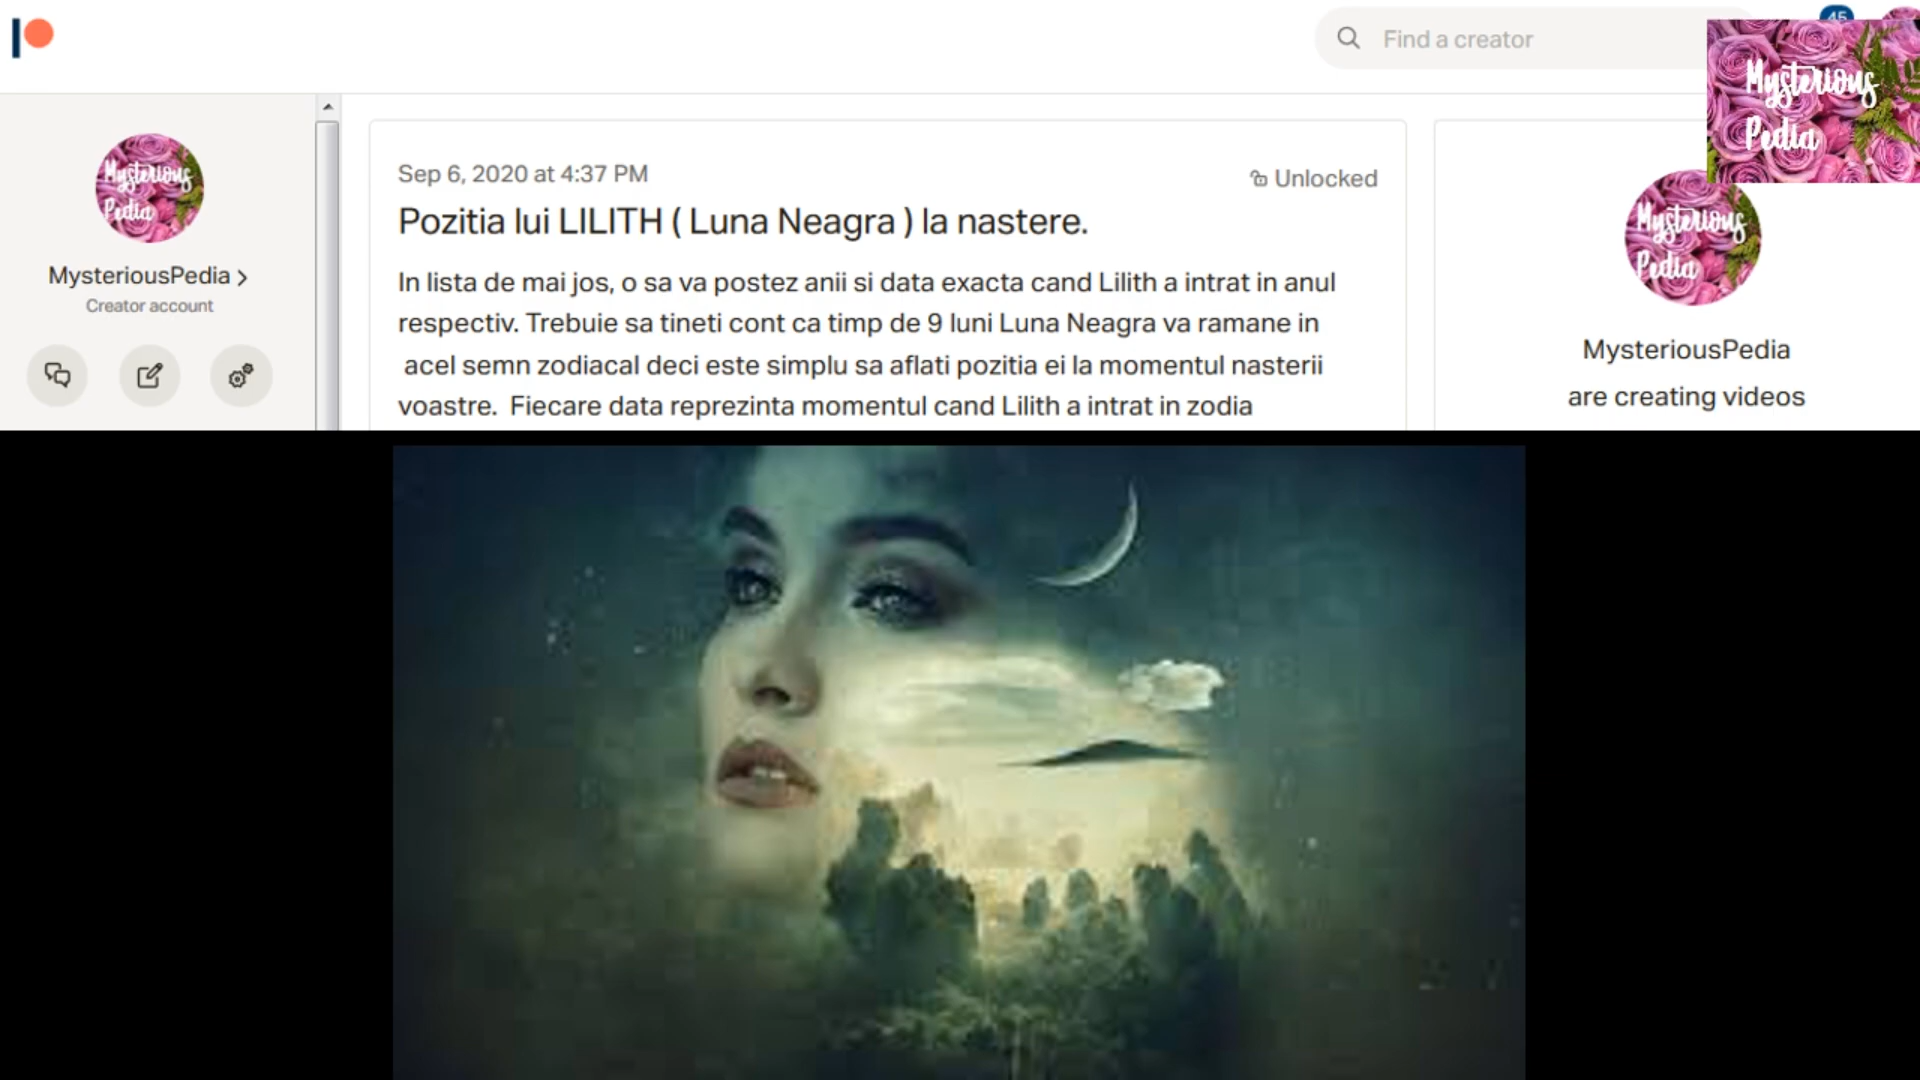 Find a creator
45
Mysterious
Pedia
Mysterious
Pedia
MysteriousPedia
Creator account
Sep 6, 2020 at 4:37 PM
Unlocked
Pozitia lui LILITH ( Luna Neagra ) la nastere.
In lista de mai jos, o sa va postez anii si data exacta cand Lilith a intrat in anul
respectiv. Trebuie sa tineti cont ca timp de 9 luni Luna Neagra va ramane in
acel semn zodiacal deci este simplu sa aflati pozitia ei la momentul nasterii
voastre. Fiecare data reprezinta momentul cand Lilith a intrat in zodia
Mysterious
Pedia
MysteriousPedia
are creating videos